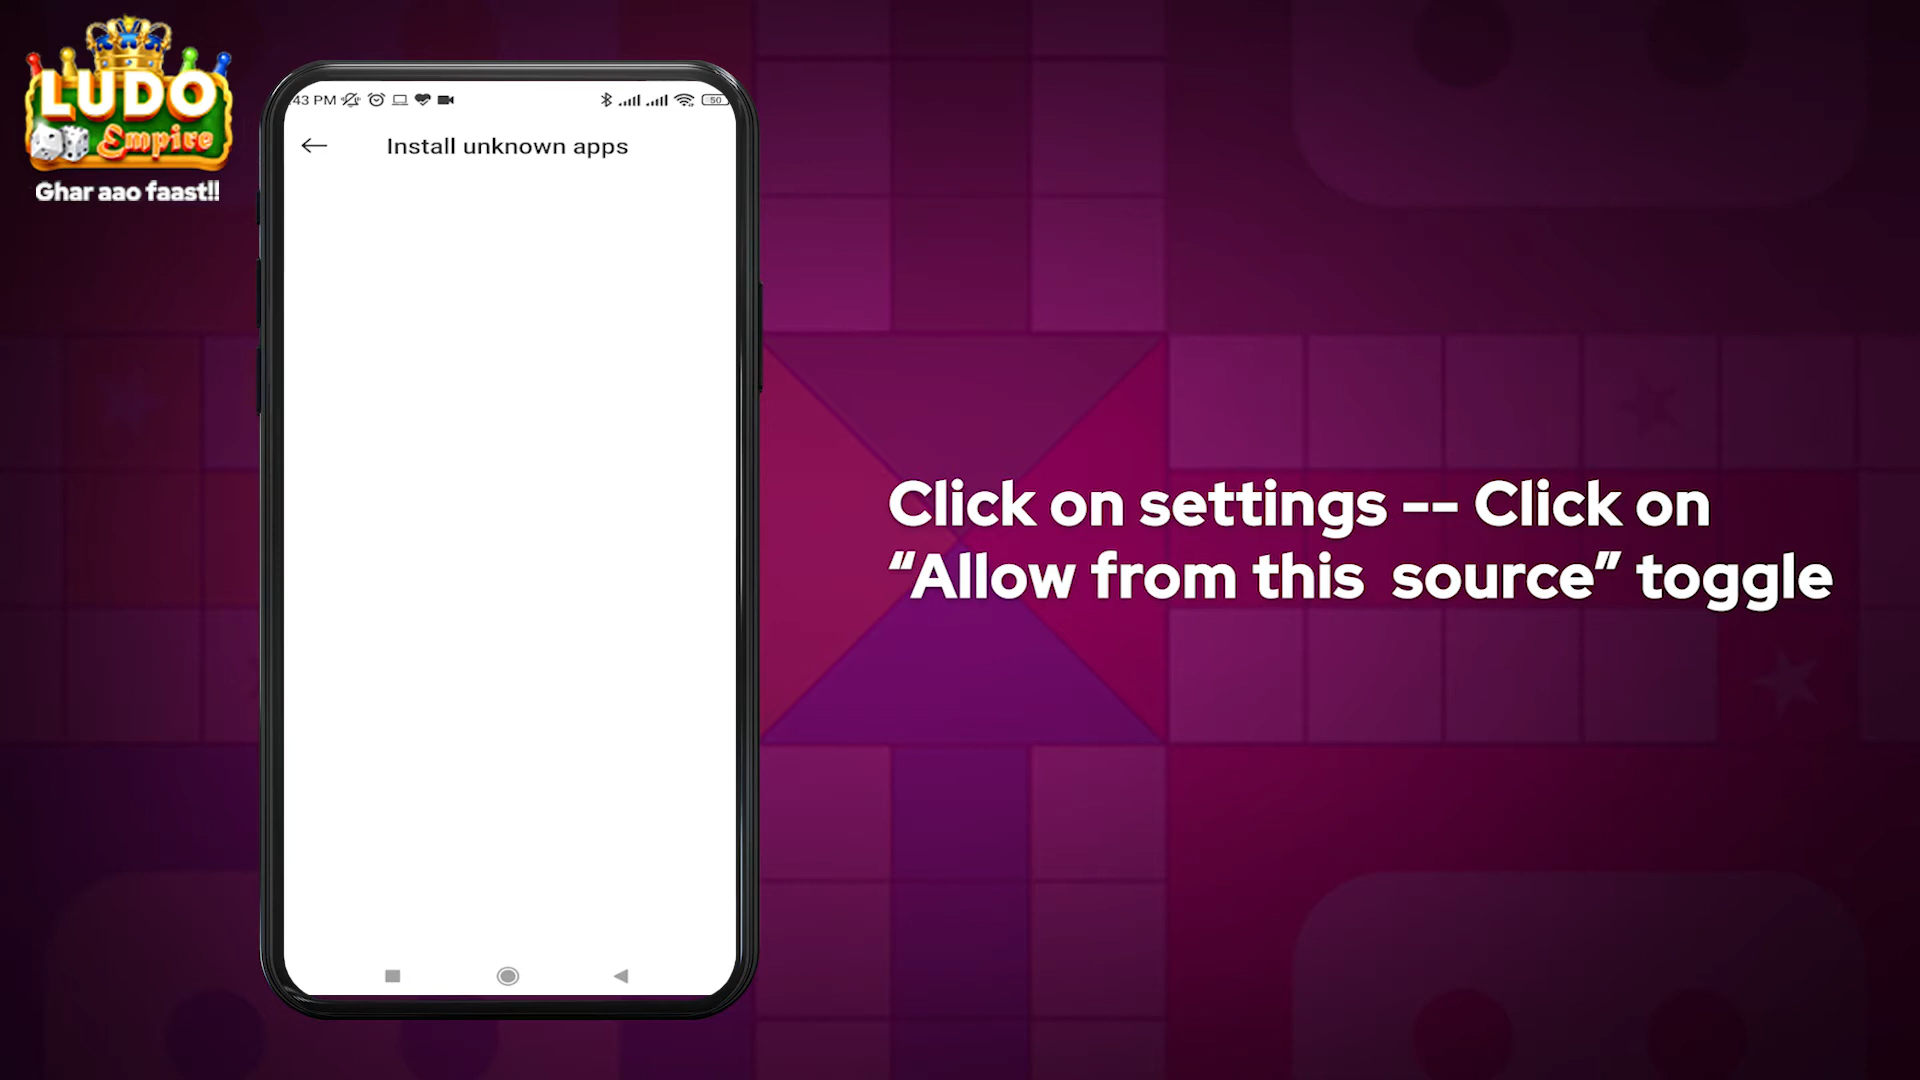 LUDO
Empire
Ghar aao faast!!
:43 PM
50
Install unknown apps
Click on settings -- Click on
“Allow from this source” toggle